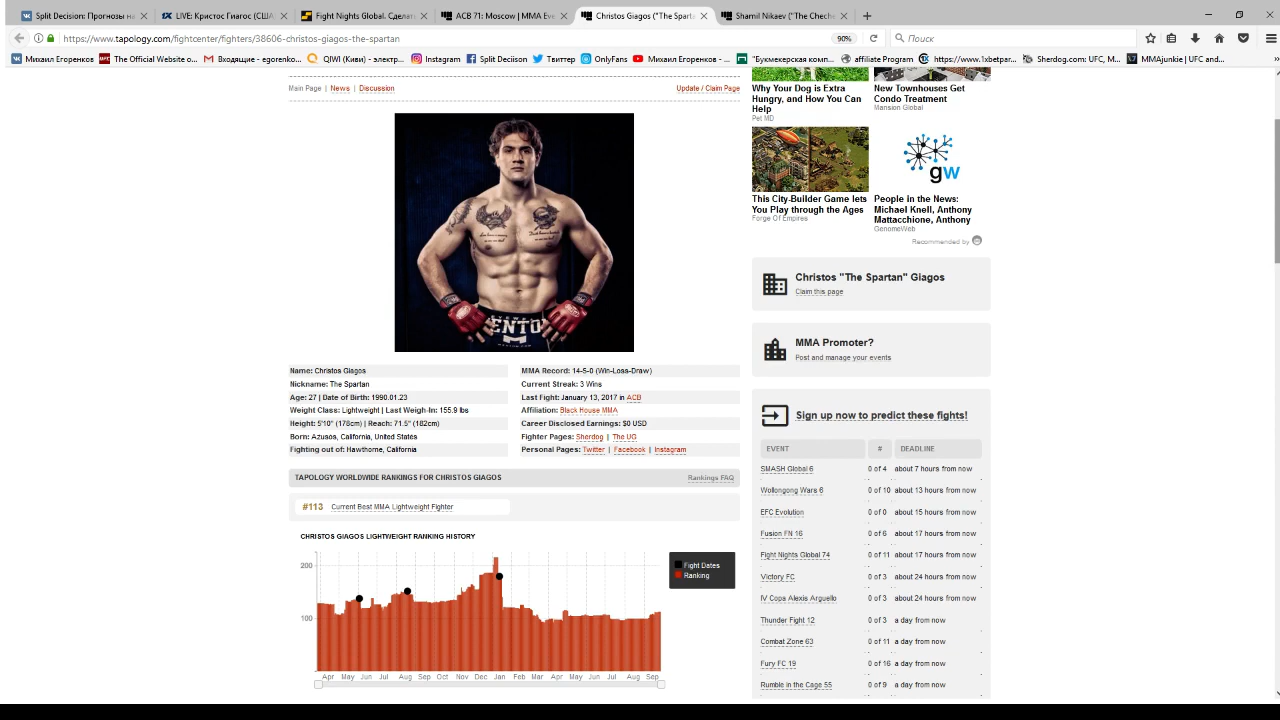 Split Decision: Прогнозы на
LIVE: Кристос Гиагос (США)
Fight Nights Global. Сделать
ACB 71: Moscow | MMA Eve
Christos Giagos ("The Sparta
Shamil Nikaev ("The Cheche
https://www.tapology.com/fightcenter/fighters/38606-christos-giagos-the-spartan
90%
Поиск
Михаил Егоренков
The Official Website o...
Входящие - egorenko...
QIWI (Киви) - электр...
Instagram
Split Deciison
Твиттер
OnlyFans
Михаил Егоренков - ...
"Букмекерская комп...
affiliate Program
https://www.1xbetpar...
Sherdog.com: UFC, M...
MMAjunkie | UFC and...
Main Page | News | Discussion
Update / Claim Page
Name: Christos Giagos
Nickname: The Spartan
Age: 27 | Date of Birth: 1990.01.23
Weight Class: Lightweight | Last Weigh-In: 155.9 lbs
Height: 5'10" (178cm) | Reach: 71.5" (182cm)
Born: Azusos, California, United States
Fighting out of: Hawthorne, California
MMA Record: 14-5-0 (Win-Loss-Draw)
Current Streak: 3 Wins
Last Fight: January 13, 2017 in ACB
Affiliation: Black House MMA
Career Disclosed Earnings: $0 USD
Fighter Pages: Sherdog | The UG
Personal Pages: Twitter | Facebook | Instagram
TAPOLOGY WORLDWIDE RANKINGS FOR CHRISTOS GIAGOS
Rankings FAQ
#113 Current Best MMA Lightweight Fighter
CHRISTOS GIAGOS LIGHTWEIGHT RANKING HISTORY
200
100
Fight Dates
Ranking
Apr May Jun Jul Aug Sep Oct Nov Dec Jan Feb Mar Apr May Jun Jul Aug Sep
Why Your Dog is Extra
Hungry, and How You Can
Help
Pet MD
New Townhouses Get
Condo Treatment
Mansion Global
gw
This City-Builder Game lets
You Play through the Ages
Forge Of Empires
People in the News:
Michael Knell, Anthony
Mattacchione, Anthony
GenomeWeb
Recommended by
Christos "The Spartan" Giagos
Claim this page
MMA Promoter?
Post and manage your events
Sign up now to predict these fights!
EVENT # DEADLINE
SMASH Global 6 0 of 4 about 7 hours from now
Wollongong Wars 6 0 of 10 about 13 hours from now
EFC Evolution 0 of 0 about 15 hours from now
Fusion FN 16 0 of 6 about 17 hours from now
Fight Nights Global 74 0 of 11 about 17 hours from now
Victory FC 0 of 3 about 24 hours from now
IV Copa Alexis Arguello 0 of 3 about 24 hours from now
Thunder Fight 12 0 of 3 a day from now
Combat Zone 63 0 of 11 a day from now
Fury FC 19 0 of 16 a day from now
Rumble in the Cage 55 0 of 9 a day from now